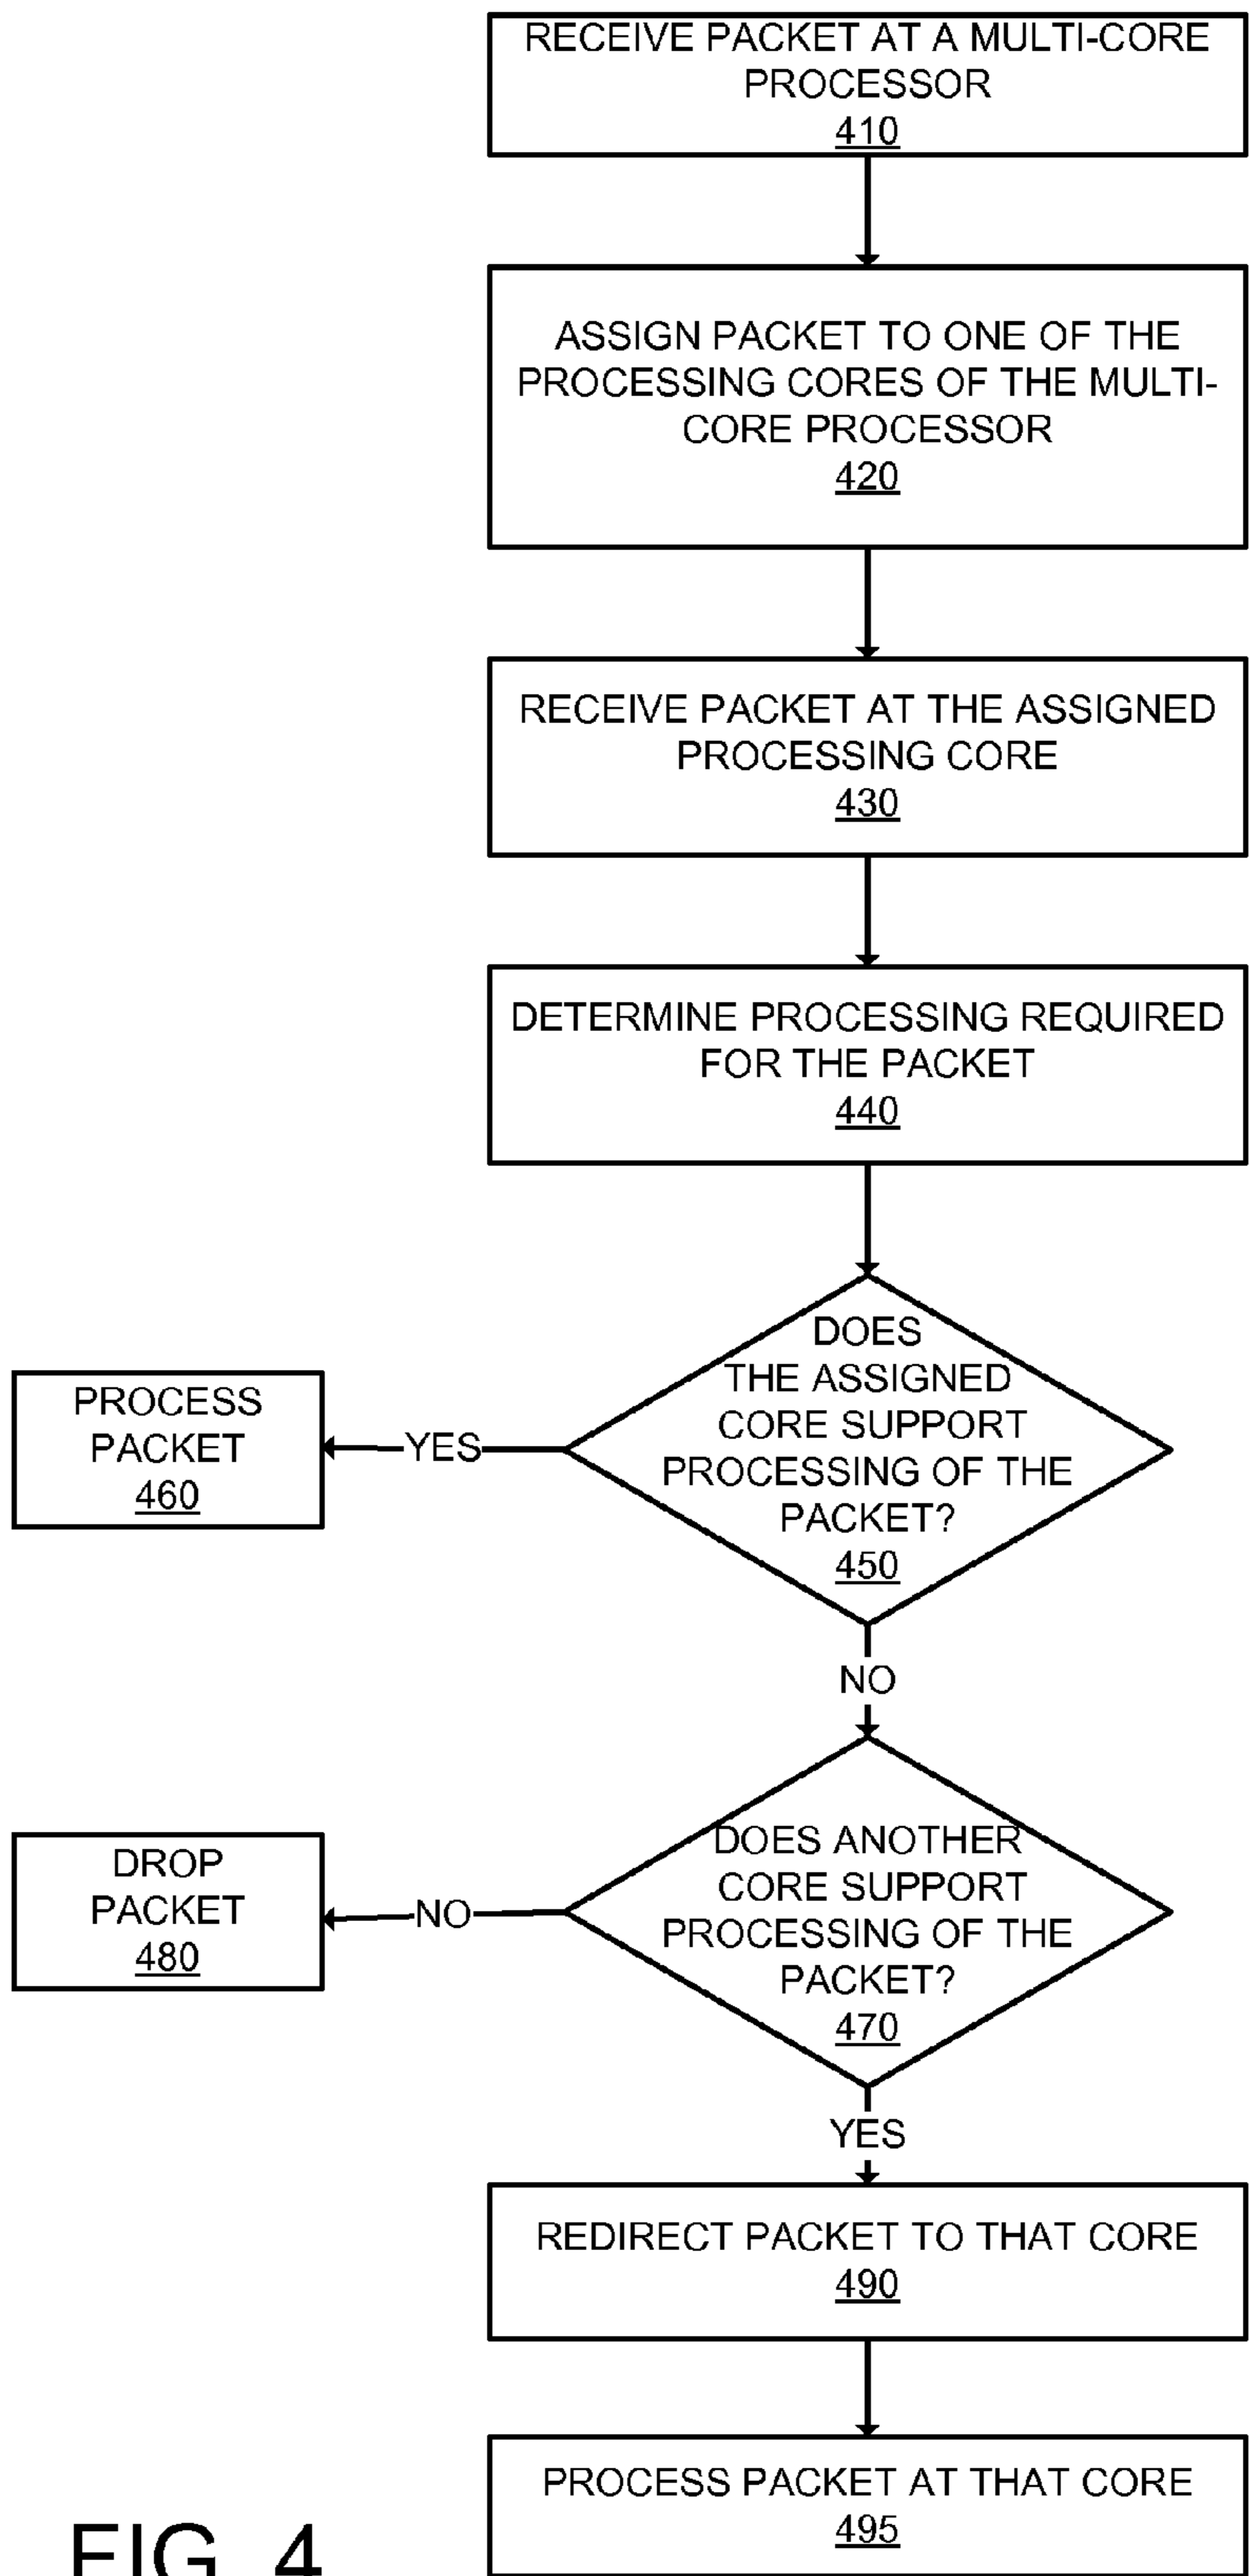 RECEIVE PACKET AT A MULTI-CORE
PROCESSOR
410
ASSIGN PACKET TO ONE OF THE
PROCESSING CORES OF THE MULTI-
CORE PROCESSOR
420
RECEIVE PACKET AT THE ASSIGNED
PROCESSING CORE
430
DETERMINE PROCESSING REQUIRED
FOR THE PACKET
440
DOES
THE ASSIGNED
CORE SUPPORT
PROCESSING OF THE
PACKET?
450
YES
PROCESS
PACKET
460
NO
DOES ANOTHER
CORE SUPPORT
PROCESSING OF THE
PACKET?
470
NO
DROP
PACKET
480
YES
REDIRECT PACKET TO THAT CORE
490
PROCESS PACKET AT THAT CORE
495
FIG. 4